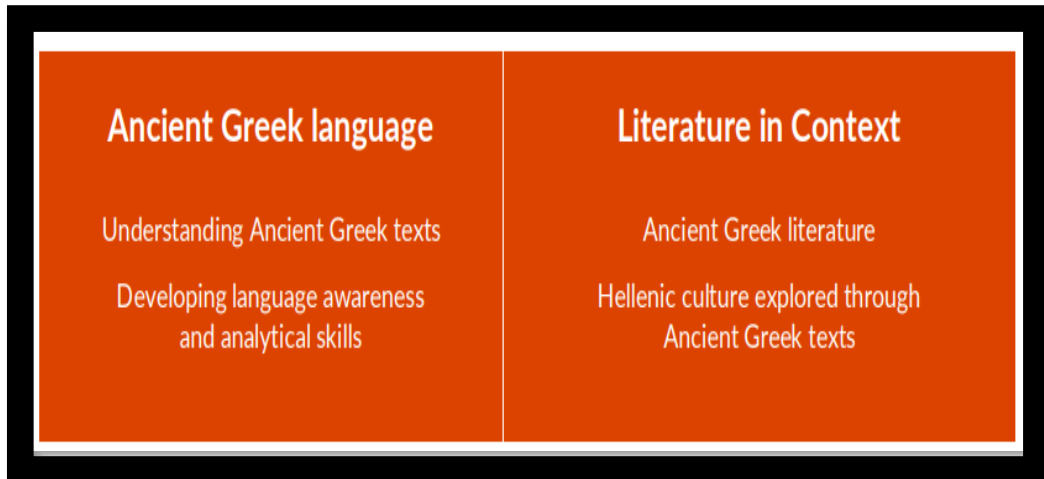 Ancient Greek language
Understanding Ancient Greek texts
Developing language awareness
and analytical skills
Literature in Context
Ancient Greek literature
Hellenic culture explored through
Ancient Greek texts